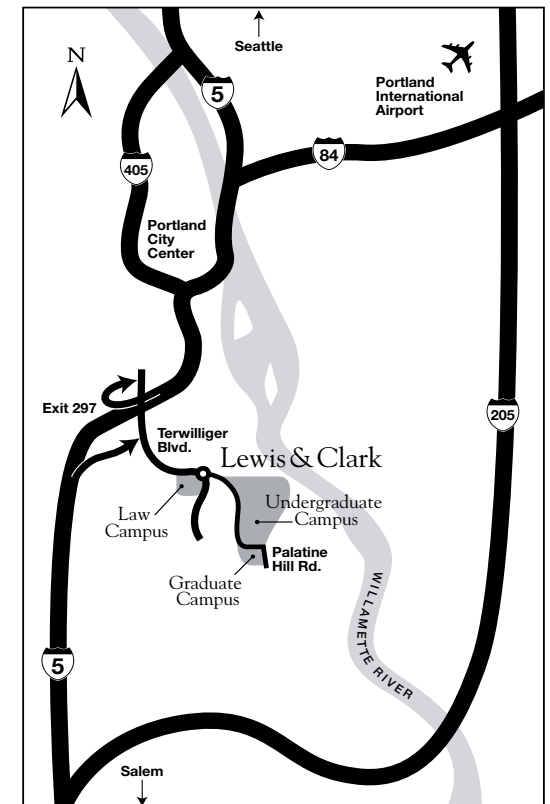 Seattle
N
Portland
International
Airport
5
84
405
Portland
City
Center
205
Exit 297
Terwilliger
Blvd.
Lewis & Clark
Undergraduate
Campus
Law
Campus
Palatine
Hill Rd.
Graduate
Campus
WILLAMETTE RIVER
5
Salem